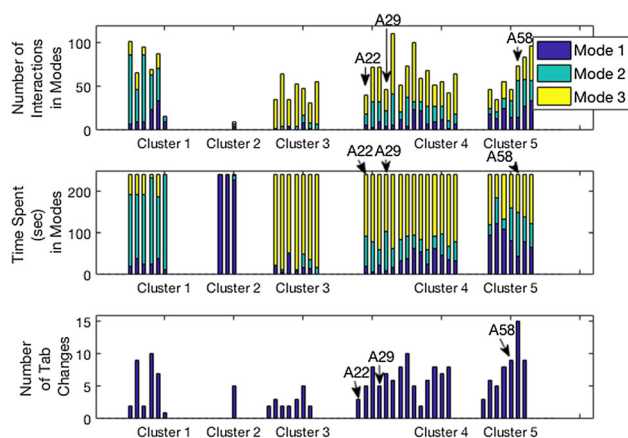 A29
A58
A22
Number of
Interactions
in Modes
100
50
0
Mode 1
Mode 2
Mode 3
Cluster 1 Cluster 2 Cluster 3 Cluster 4 Cluster 5
A22 A29 A58
Time Spent
(sec)
in Modes
200
100
0
Cluster 1 Cluster 2 Cluster 3 Cluster 4 Cluster 5
Number
of Tab
Changes
15
10
5
0
A22
A29
A58
Cluster 1 Cluster 2 Cluster 3 Cluster 4 Cluster 5